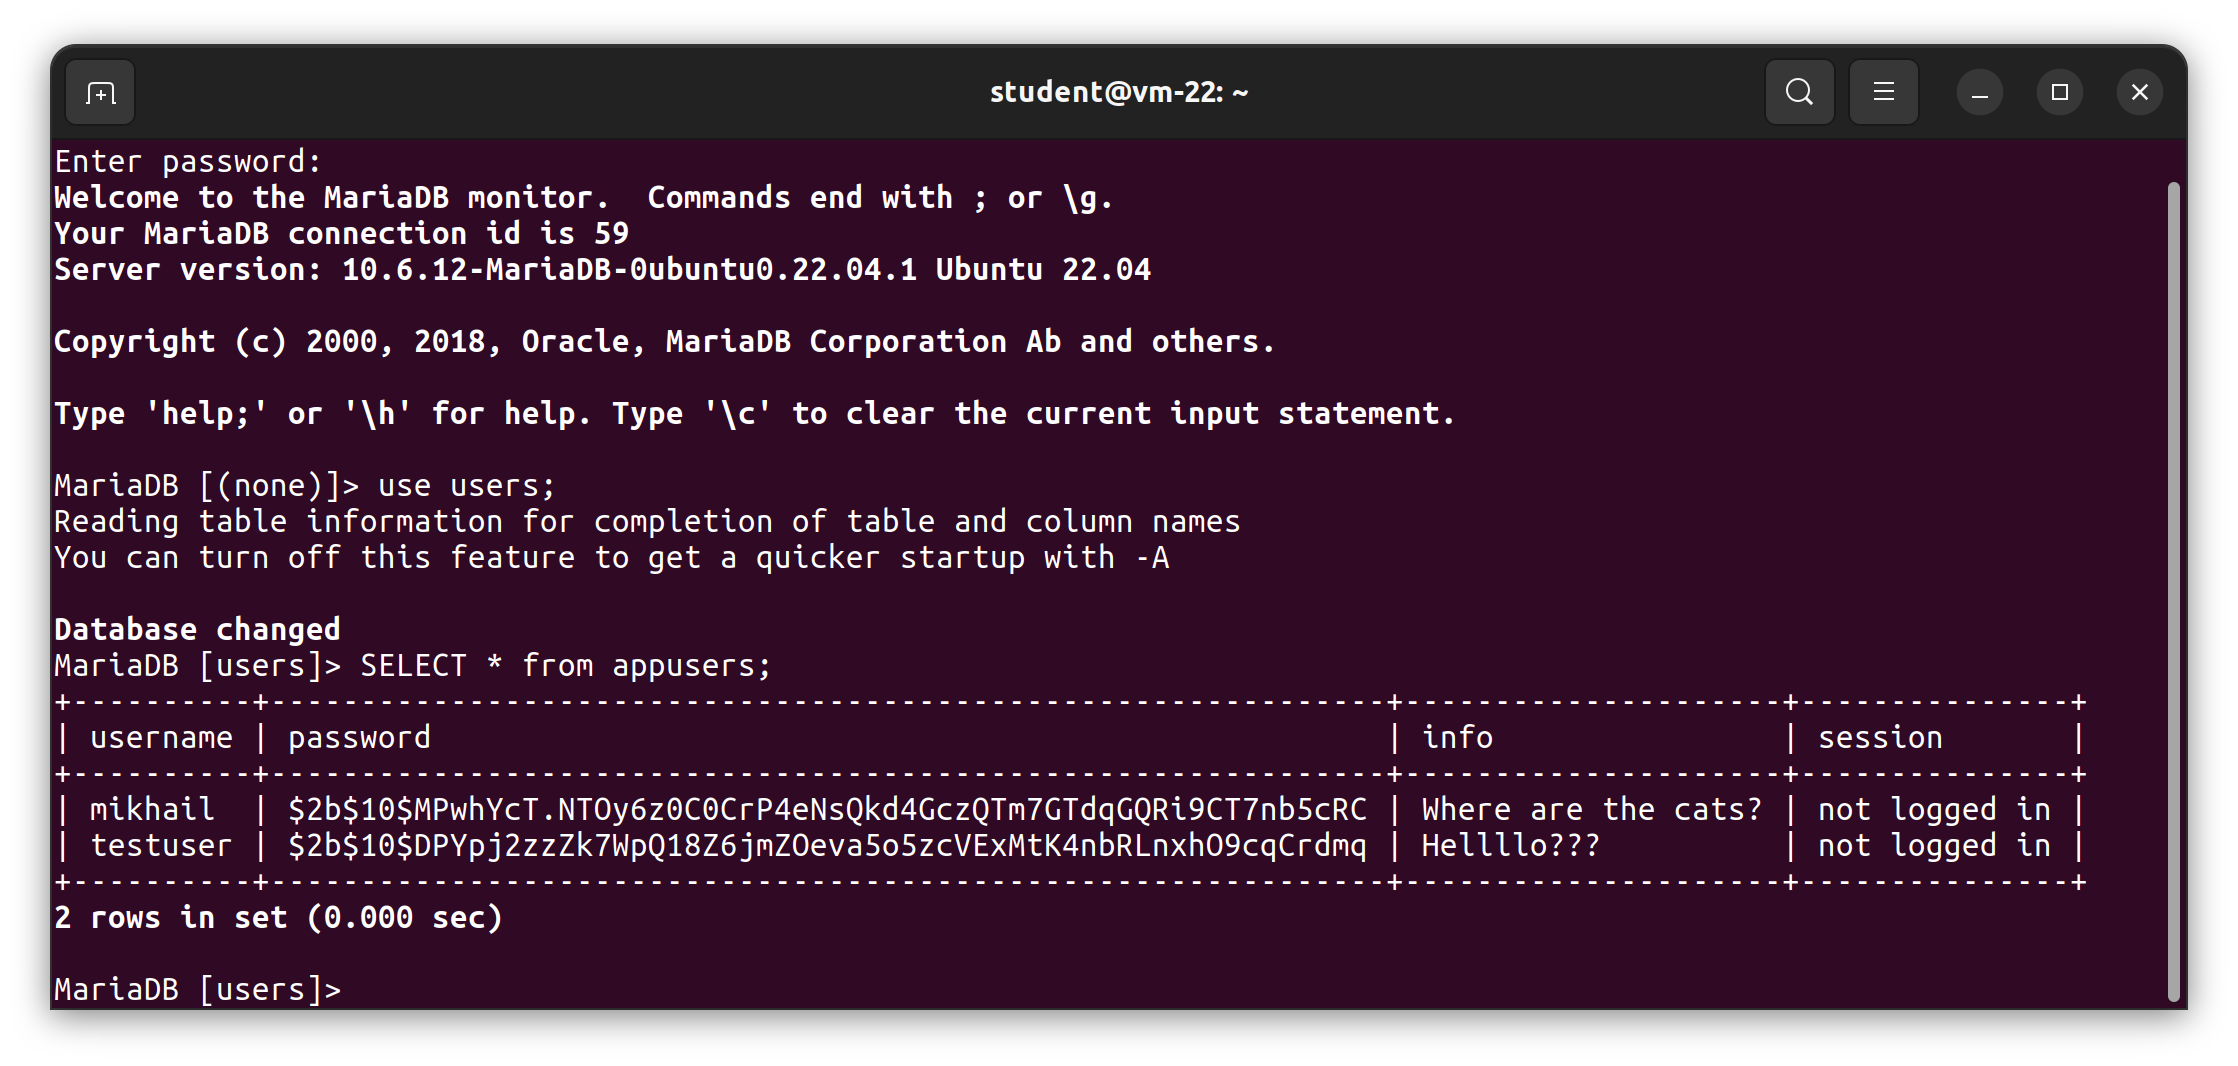 student@vm-22: ~
Enter password:
Welcome to the MariaDB monitor.  Commands end with ; or \g.
Your MariaDB connection id is 59
Server version: 10.6.12-MariaDB-0ubuntu0.22.04.1 Ubuntu 22.04
Copyright (c) 2000, 2018, Oracle, MariaDB Corporation Ab and others.
Type 'help;' or '\h' for help. Type '\c' to clear the current input statement.
MariaDB [(none)]> use users;
Reading table information for completion of table and column names
You can turn off this feature to get a quicker startup with -A
Database changed
MariaDB [users]> SELECT * from appusers;
+----------+--------------------------------------------------------------+---------------------+---------------+
| username | password                                                     | info                | session       |
+----------+--------------------------------------------------------------+---------------------+---------------+
| mikhail  | $2b$10$MPwhYcT.NTOy6z0C0CrP4eNsQkd4GczQTm7GTdqGQRi9CT7nb5cRC | Where are the cats? | not logged in |
| testuser | $2b$10$DPYpj2zzZk7WpQ18Z6jmZOeva5o5zcVExMtK4nbRLnxhO9cqCrdmq | Hellllo???          | not logged in |
+----------+--------------------------------------------------------------+---------------------+---------------+
2 rows in set (0.000 sec)
MariaDB [users]>